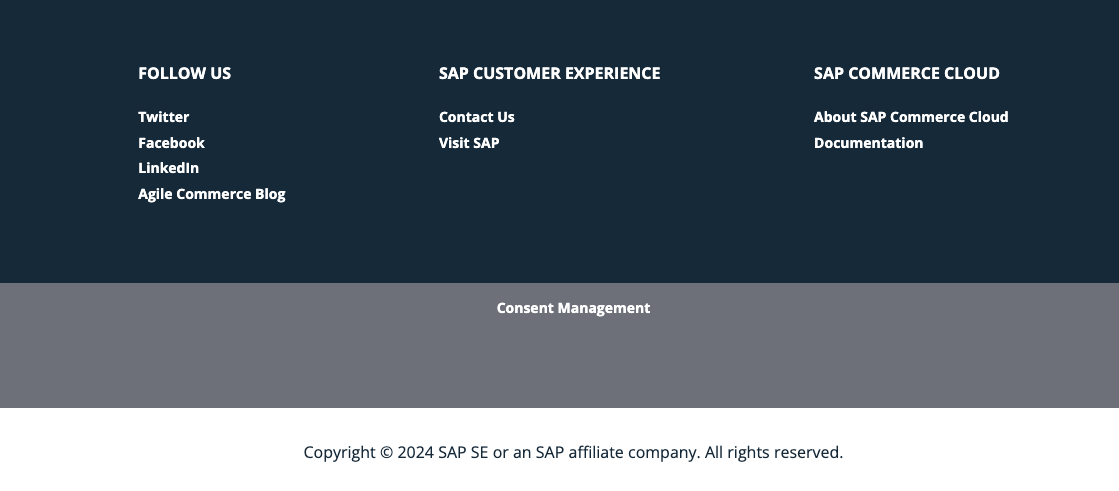 FOLLOW US
Twitter
Facebook
LinkedIn
Agile Commerce Blog
SAP CUSTOMER EXPERIENCE
Contact Us
Visit SAP
SAP COMMERCE CLOUD
About SAP Commerce Cloud
Documentation
Consent Management
Copyright © 2024 SAP SE or an SAP affiliate company. All rights reserved.